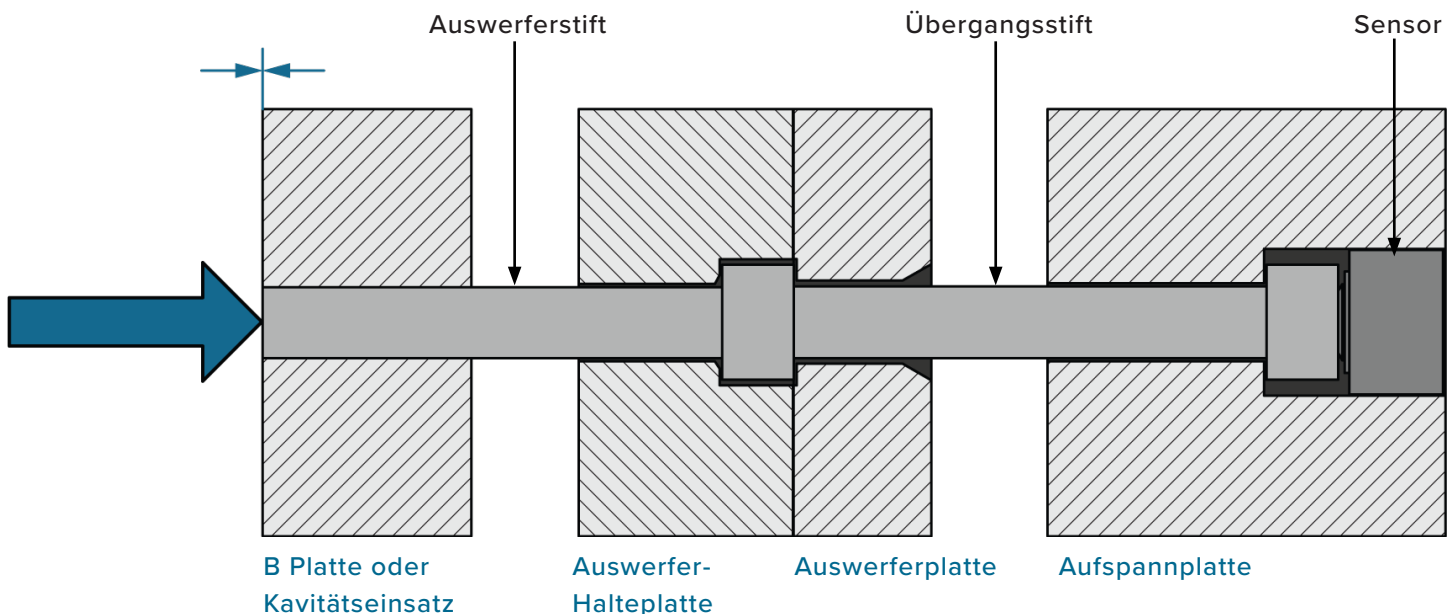 Auswerferstift
Übergangsstift
Sensor
B Platte oder
Kavitätseinsatz
Auswerfer-
Halteplatte
Auswerferplatte
Aufspannplatte